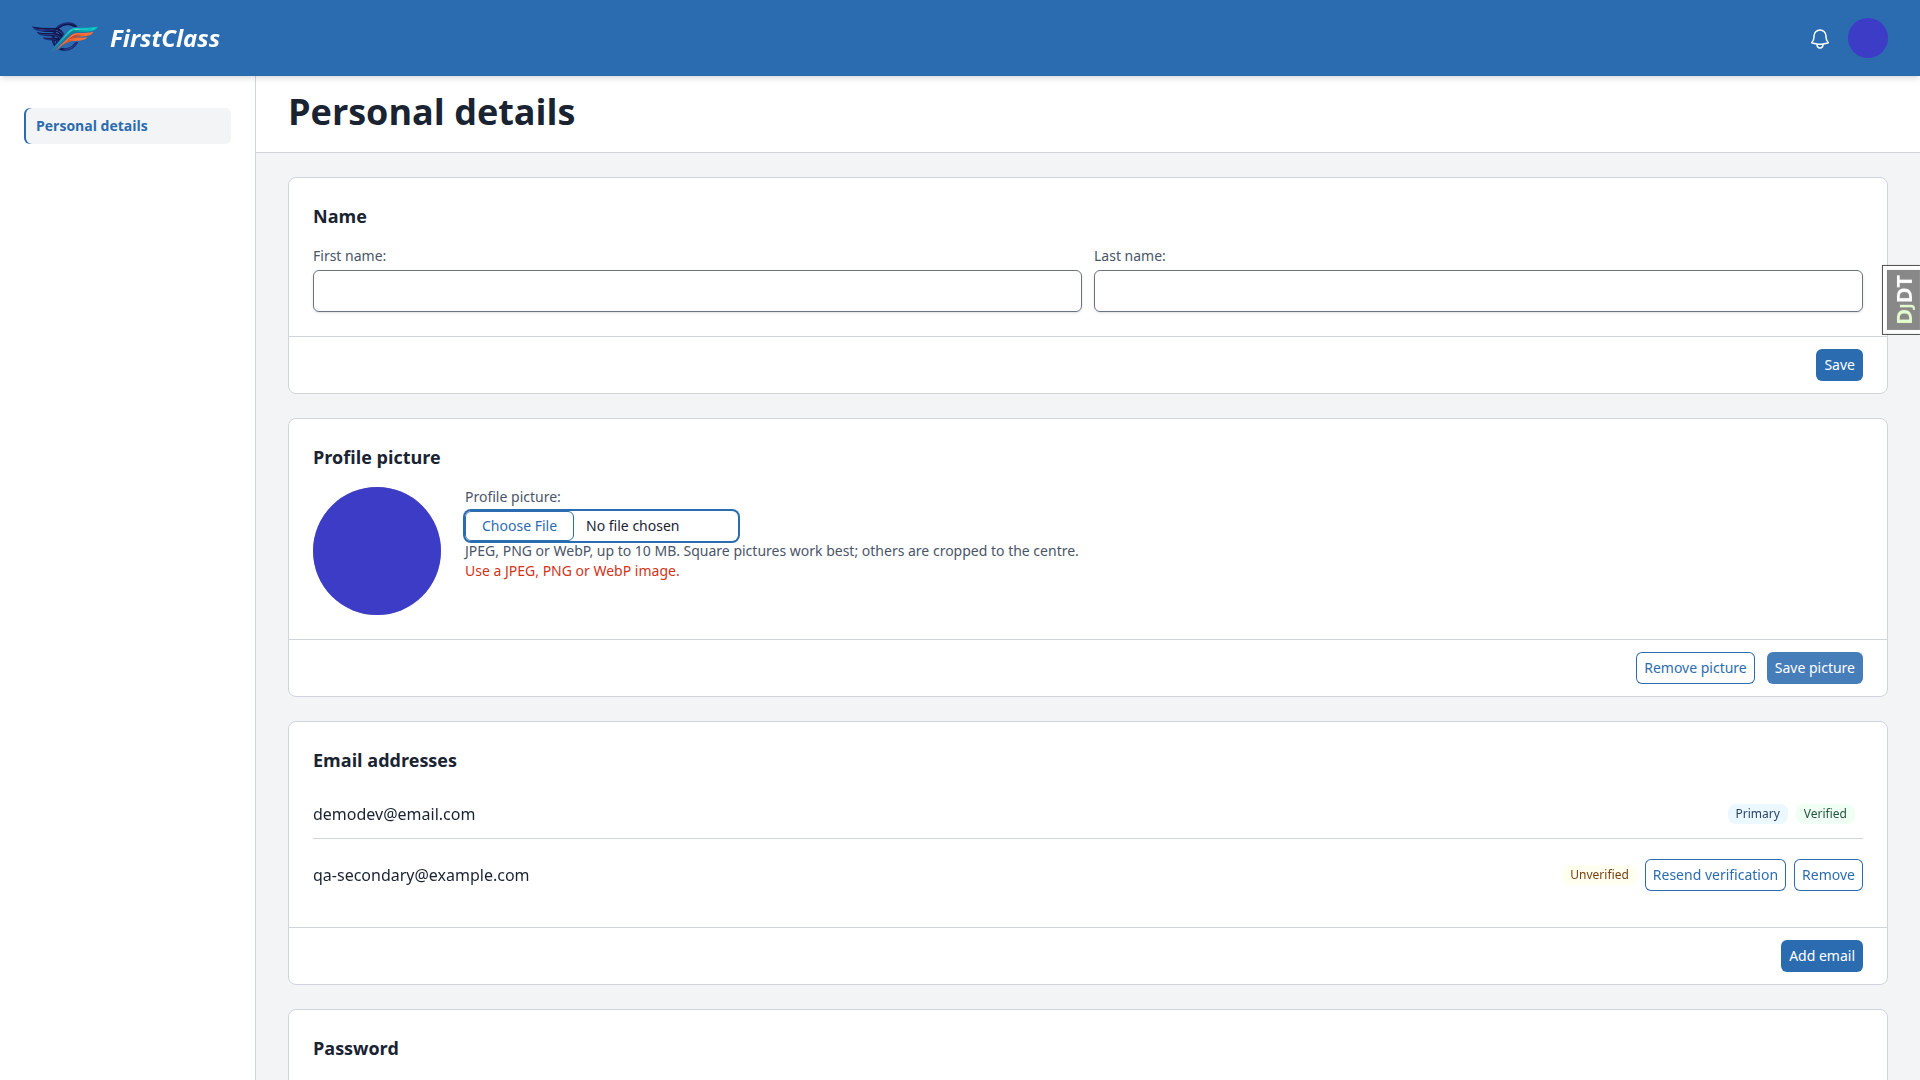 FirstClass
Personal details
Personal details
Name
First name:
Last name:
DjDT
Save
Profile picture
Profile picture:
Choose File No file chosen
JPEG, PNG or WebP, up to 10 MB. Square pictures work best; others are cropped to the centre.
Use a JPEG, PNG or WebP image.
Remove picture Save picture
Email addresses
demodev@email.com Primary Verified
qa-secondary@example.com Unverified Resend verification Remove
Add email
Password